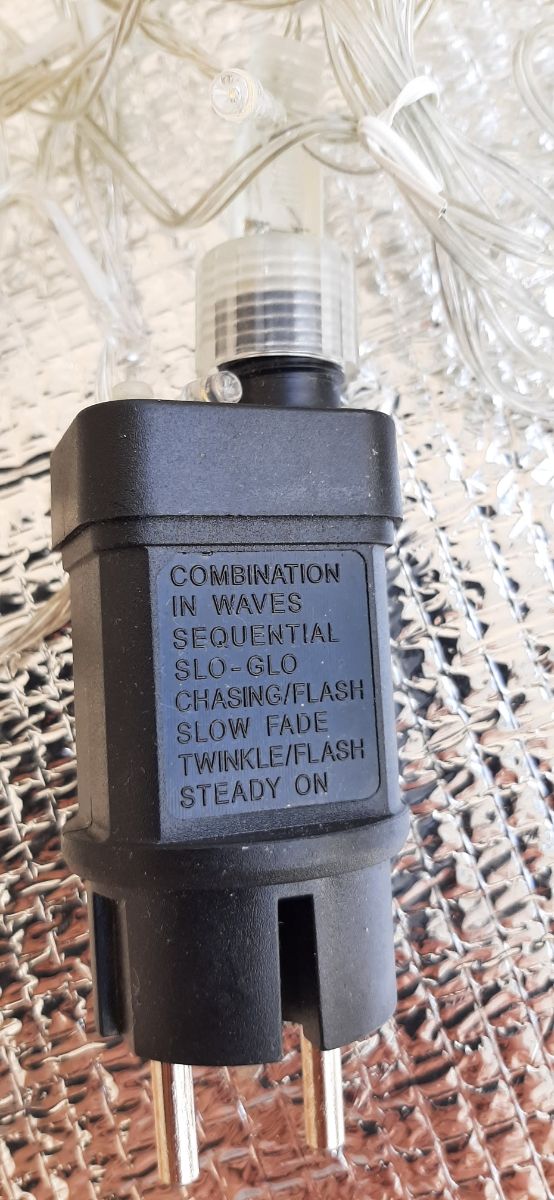 COMBINATION
IN WAVES
SEQUENTIAL
SLO-GLO
CHASING/FLASH
SLOW FADE
TWINKLE/FLASH
STEADY ON